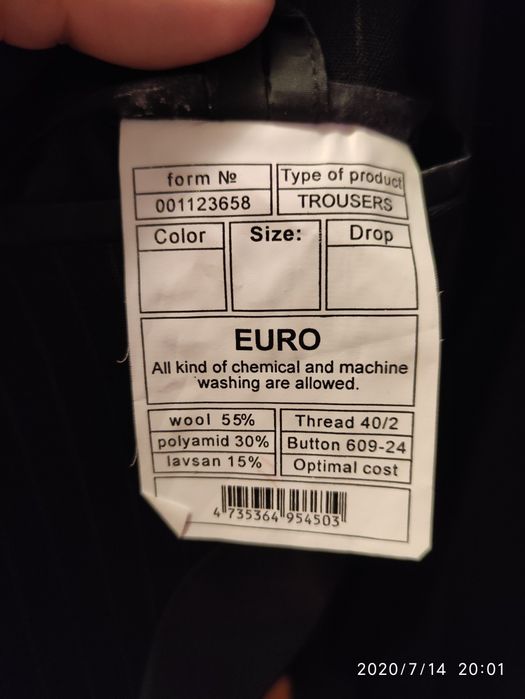 form № Type of product
001123658 TROUSERS
Color Size: Drop
EURO
All kind of chemical and machine
washing are allowed.
wool 55% Thread 40/2
polyamid 30% Button 609-24
lavsan 15% Optimal cost
4 735364 954503
2020/7/14 20:01